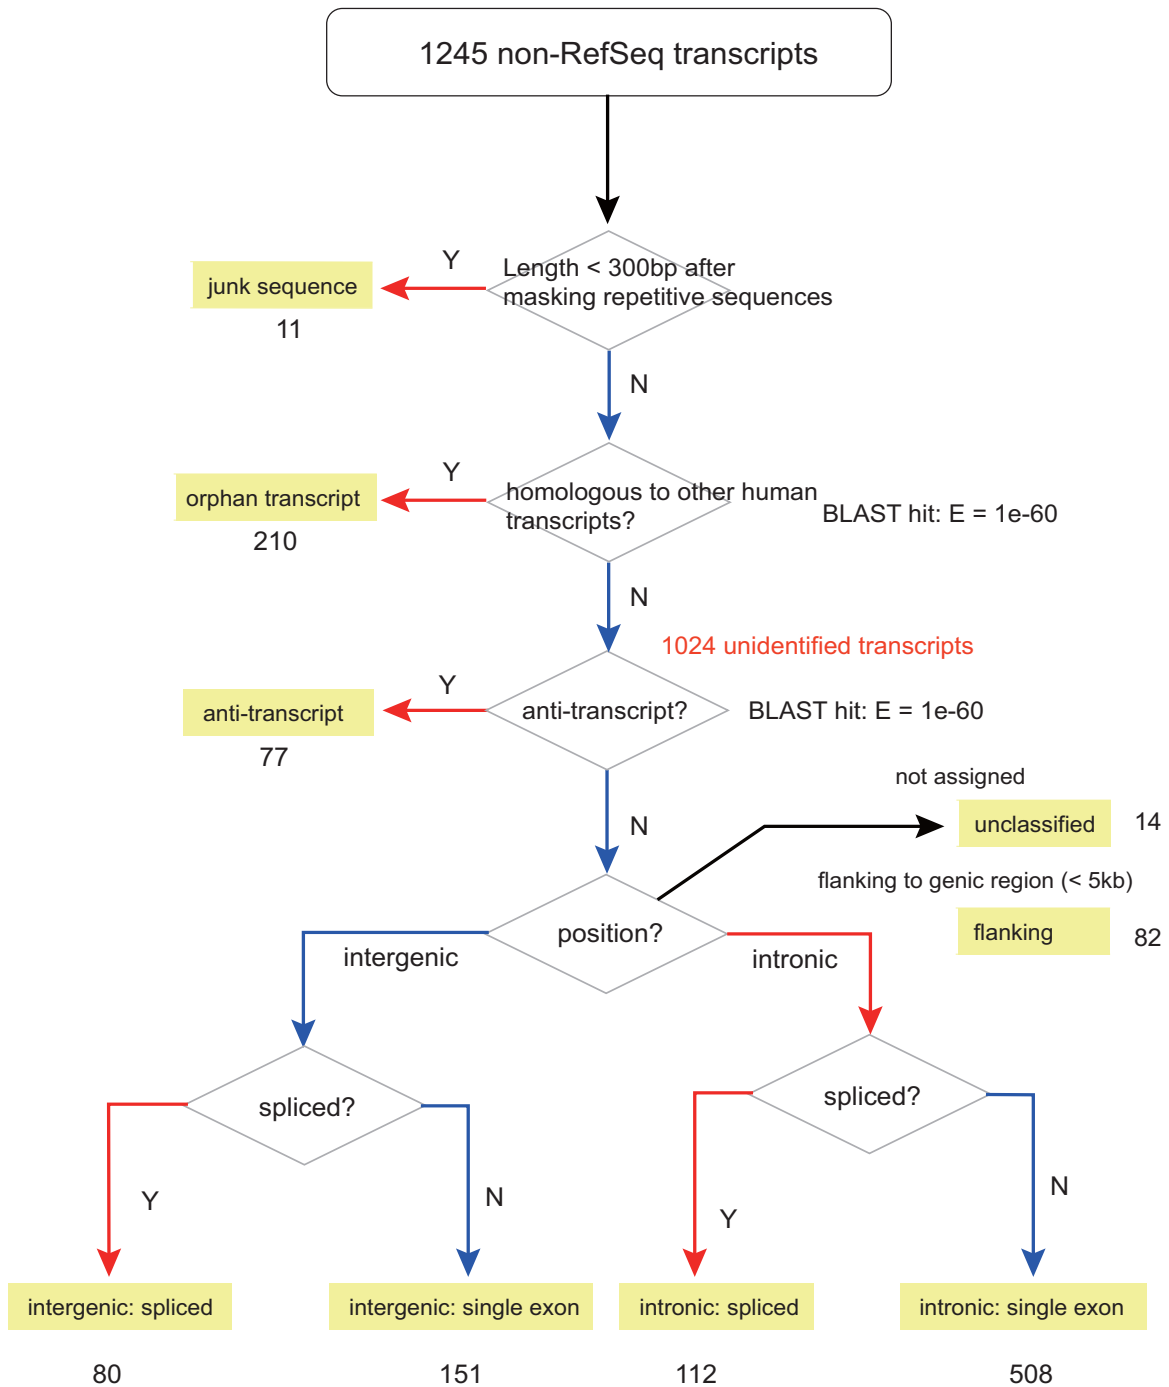 1245 non-RefSeq transcripts
Y
Length < 300bp after
masking repetitive sequences
junk sequence
11
N
Y
homologous to other human
transcripts?
orphan transcript
210
BLAST hit: E = 1e-60
N
1024 unidentified transcripts
Y
anti-transcript?
BLAST hit: E = 1e-60
anti-transcript
77
not assigned
N
unclassified
14
flanking to genic region (< 5kb)
position?
flanking
82
intergenic
intronic
spliced?
spliced?
Y
N
Y
N
intergenic: spliced
intergenic: single exon
intronic: spliced
intronic: single exon
80
151
112
508